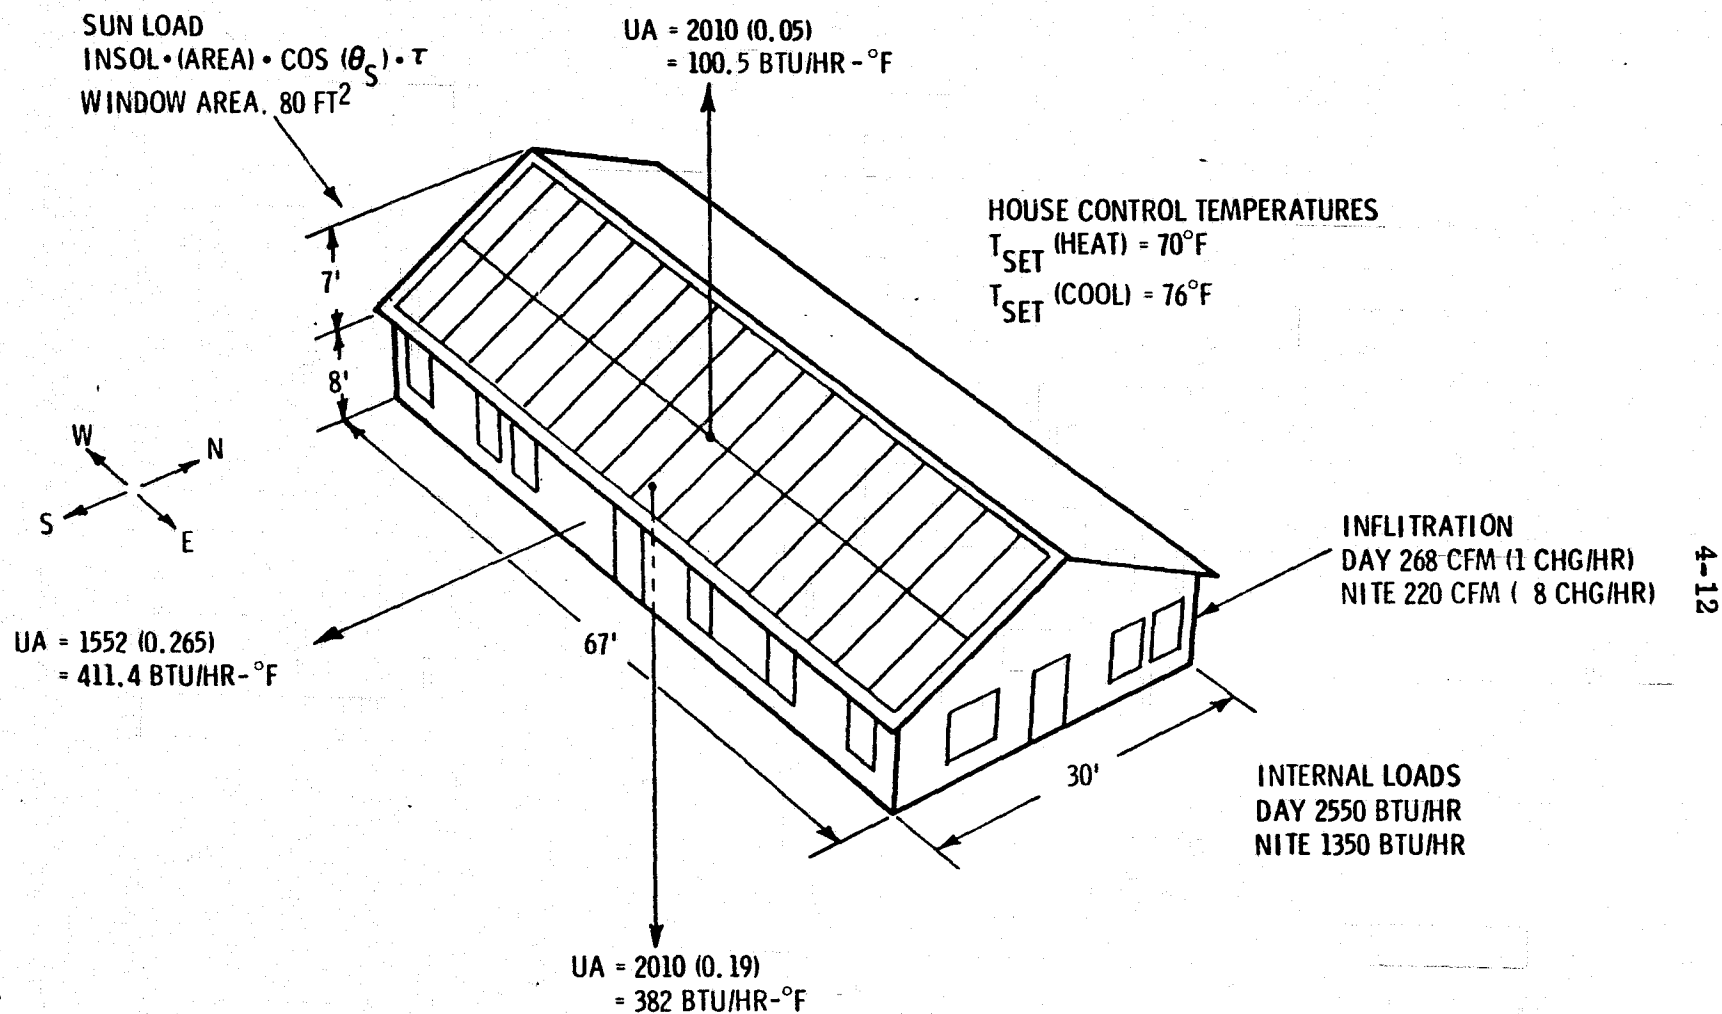 SUN LOAD
INSOL•(AREA)•COS (θS)•τ
WINDOW AREA. 80 FT²
UA = 2010 (0.05)
= 100.5 BTU/HR-°F
HOUSE CONTROL TEMPERATURES
TSET (HEAT) = 70°F
TSET (COOL) = 76°F
7'
8'
W
N
S
E
67'
30'
UA = 1552 (0.265)
= 411.4 BTU/HR-°F
INFLITRATION
DAY 268 CFM (1 CHG/HR)
NITE 220 CFM ( 8 CHG/HR)
4-12
INTERNAL LOADS
DAY 2550 BTU/HR
NITE 1350 BTU/HR
UA = 2010 (0.19)
= 382 BTU/HR-°F